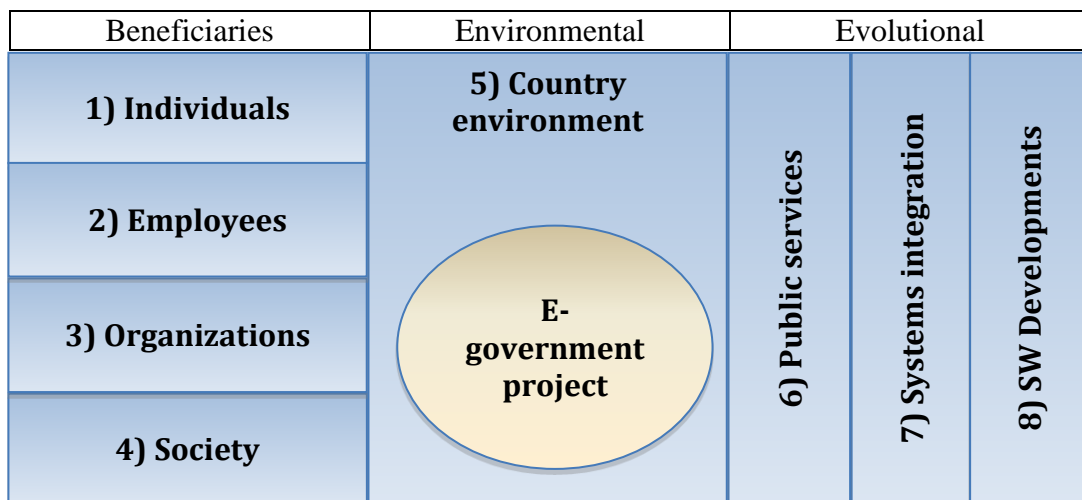 Beneficiaries
Environmental
Evolutional
1) Individuals
2) Employees
3) Organizations
4) Society
5) Country
environment
E-
government
project
6) Public services
7) Systems integration
8) SW Developments